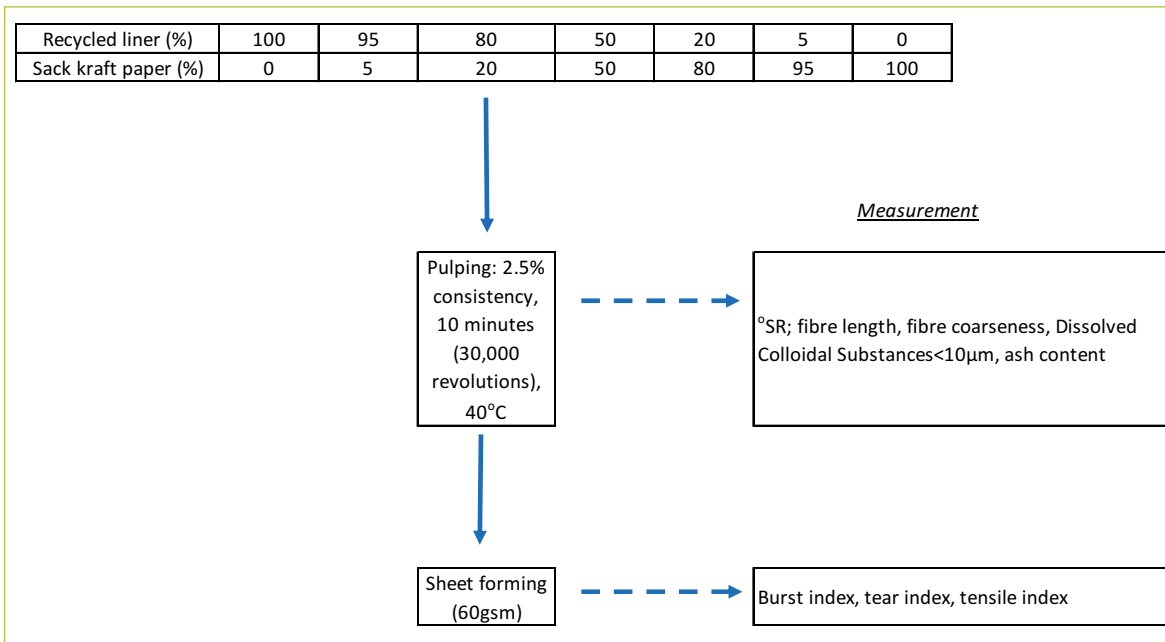 Recycled liner (%) 100 95 80 50 20 5 0
Sack kraft paper (%) 0 5 20 50 80 95 100
Measurement
Pulping: 2.5%
consistency,
10 minutes
(30,000
revolutions),
40°C
°SR; fibre length, fibre coarseness, Dissolved
Colloidal Substances<10µm, ash content
Sheet forming
(60gsm)
Burst index, tear index, tensile index